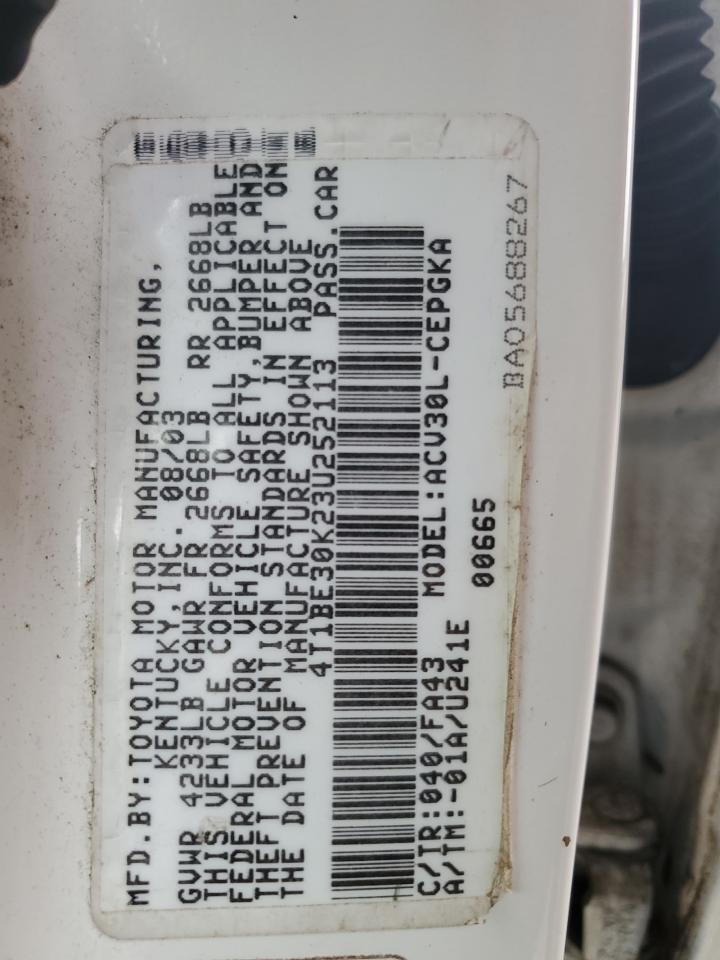 MFD.BY:TOYOTA MOTOR MANUFACTURING,
KENTUCKY,INC. 08/03
GVWR 4233LB GAWR FR 2668LB RR 2668LB
THIS VEHICLE CONFORMS TO ALL APPLICABLE
FEDERAL MOTOR VEHICLE SAFETY,BUMPER AND
THEFT PREVENTION STANDARDS IN EFFECT ON
THE DATE OF MANUFACTURE SHOWN ABOVE
4T1BE30K23U252113 PASS.CAR
C/TR:040/FA43 MODEL:ACV30L-CEPGKA
A/TM:-01A/U241E 00665
BA05688267